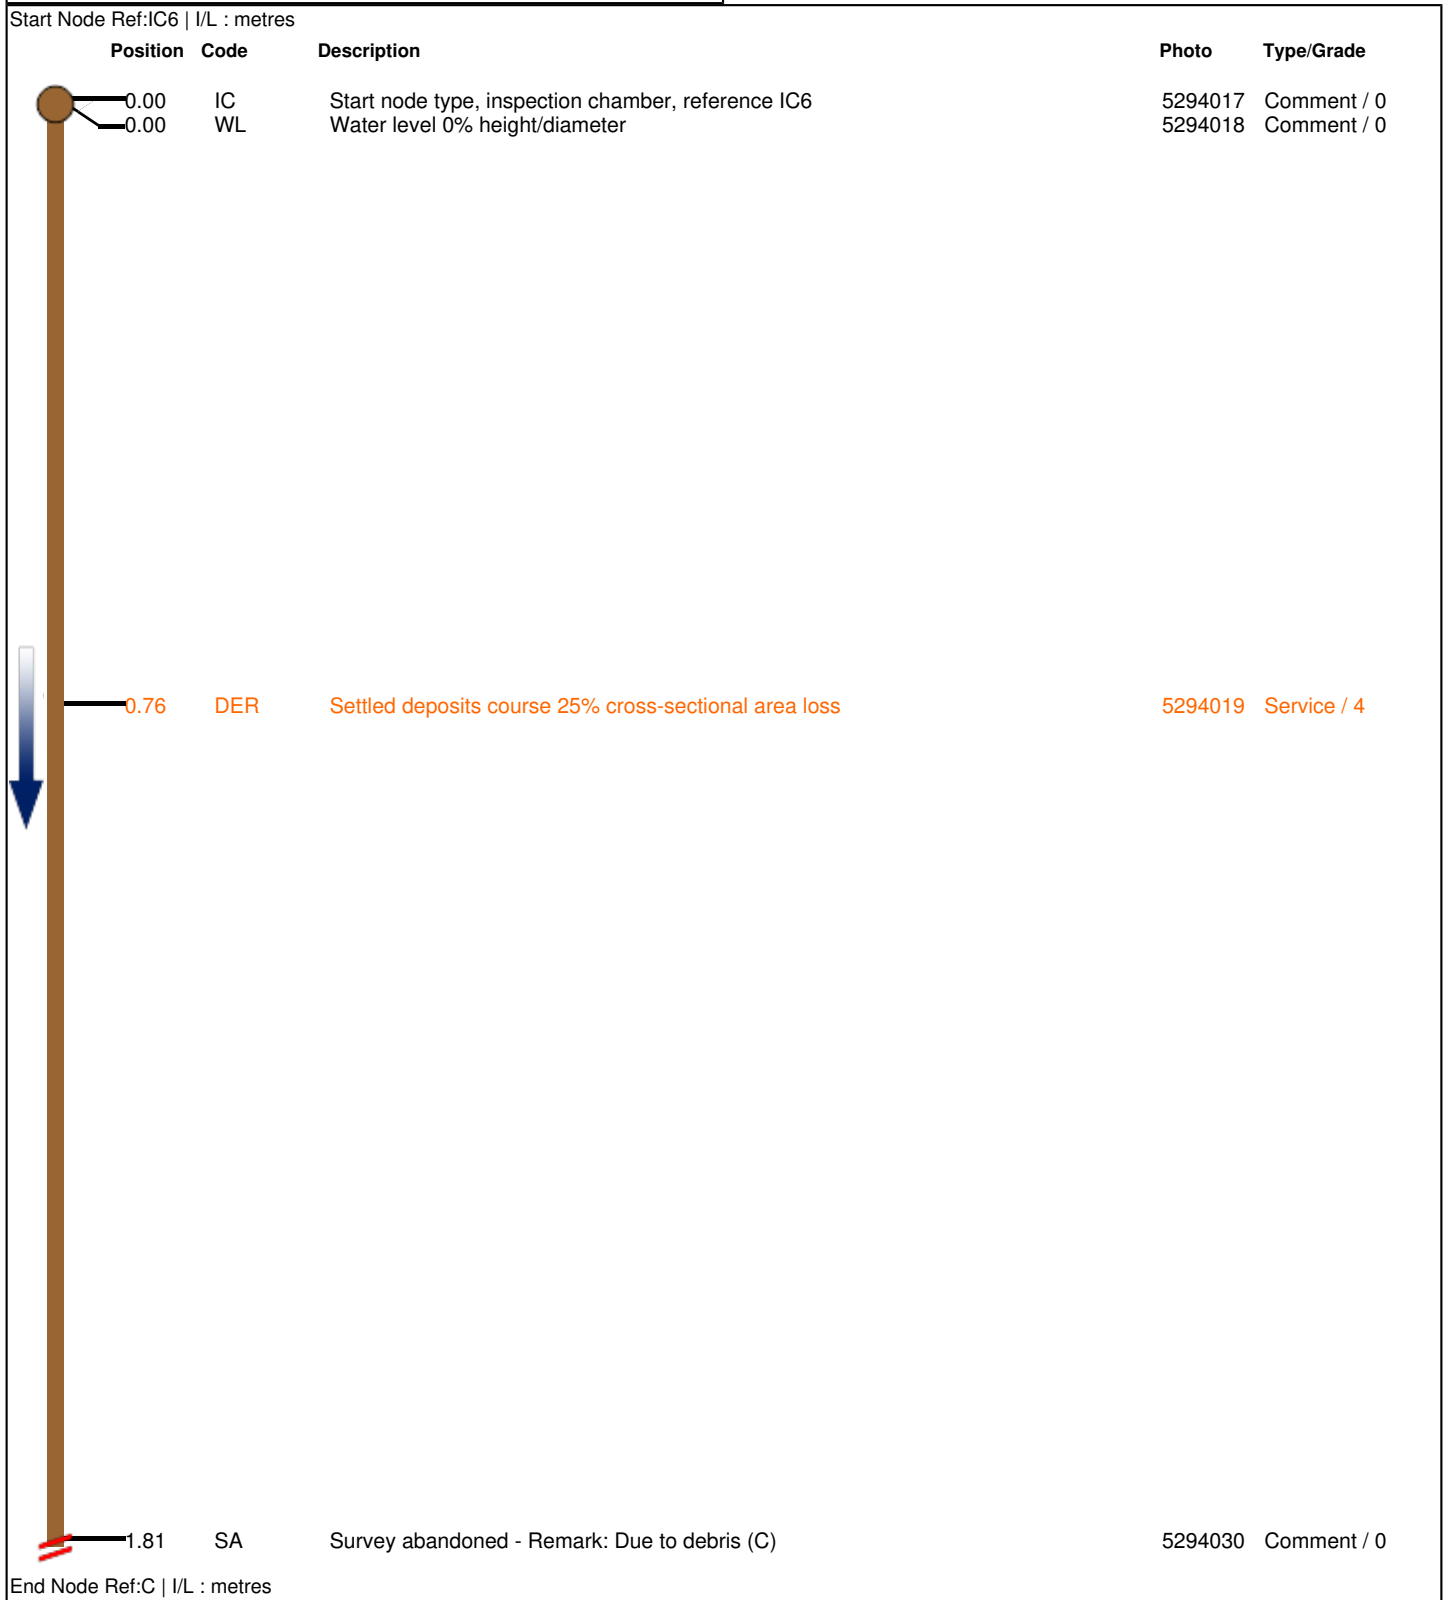 Start Node Ref:IC6 | I/L : metres
Position Code Description Photo Type/Grade
0.00 IC Start node type, inspection chamber, reference IC6 5294017 Comment / 0
0.00 WL Water level 0% height/diameter 5294018 Comment / 0
0.76 DER Settled deposits course 25% cross-sectional area loss 5294019 Service / 4
1.81 SA Survey abandoned - Remark: Due to debris (C) 5294030 Comment / 0
End Node Ref:C | I/L : metres